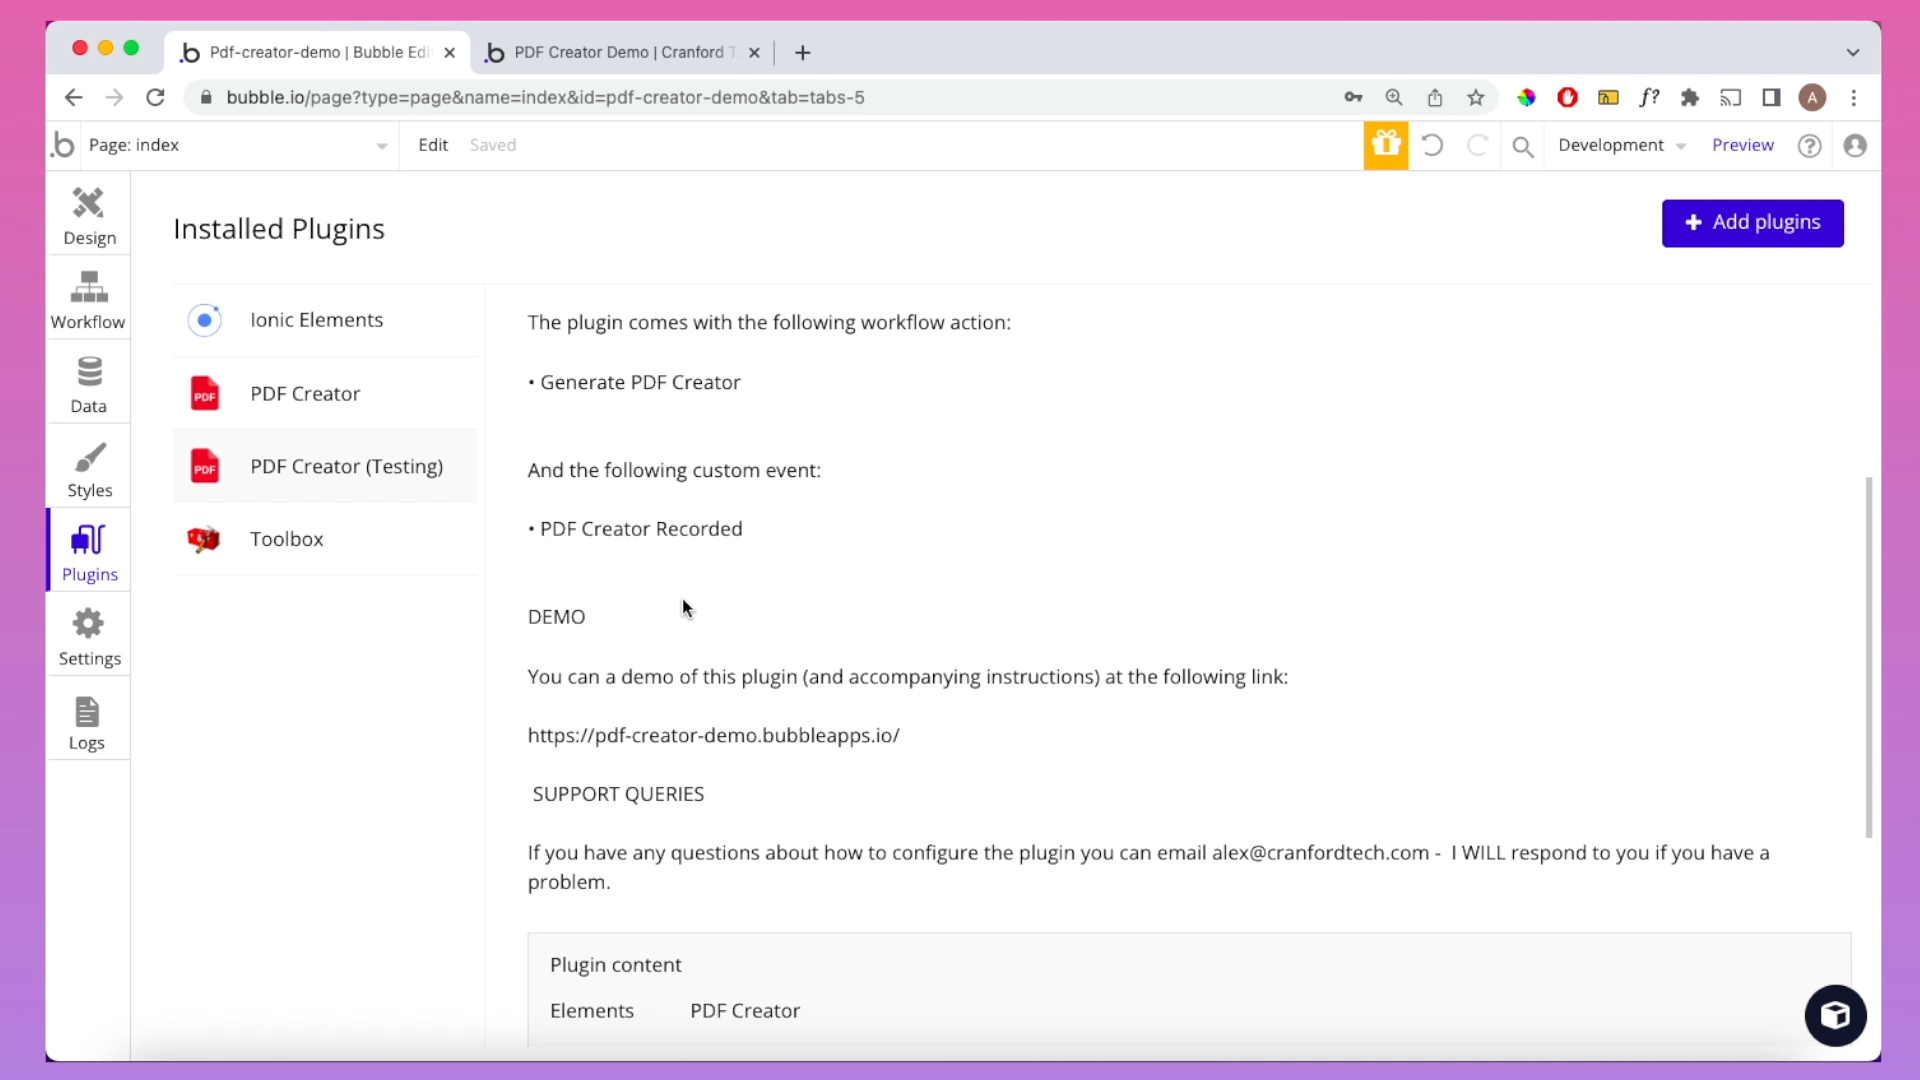 Pdf-creator-demo | Bubble Edi
PDF Creator Demo | Cranford T
bubble.io/page?type=page&name=index&id=pdf-creator-demo&tab=tabs-5
f?
A
.b
Page: index
Edit
Saved
Development
Preview
?
Design
Workflow
Data
Styles
Plugins
Settings
Logs
Installed Plugins
+ Add plugins
Ionic Elements
PDF
PDF Creator
PDF
PDF Creator (Testing)
Toolbox
The plugin comes with the following workflow action:
• Generate PDF Creator
And the following custom event:
• PDF Creator Recorded
DEMO
You can a demo of this plugin (and accompanying instructions) at the following link:
https://pdf-creator-demo.bubbleapps.io/
SUPPORT QUERIES
If you have any questions about how to configure the plugin you can email alex@cranfordtech.com - I WILL respond to you if you have a
problem.
Plugin content
Elements PDF Creator